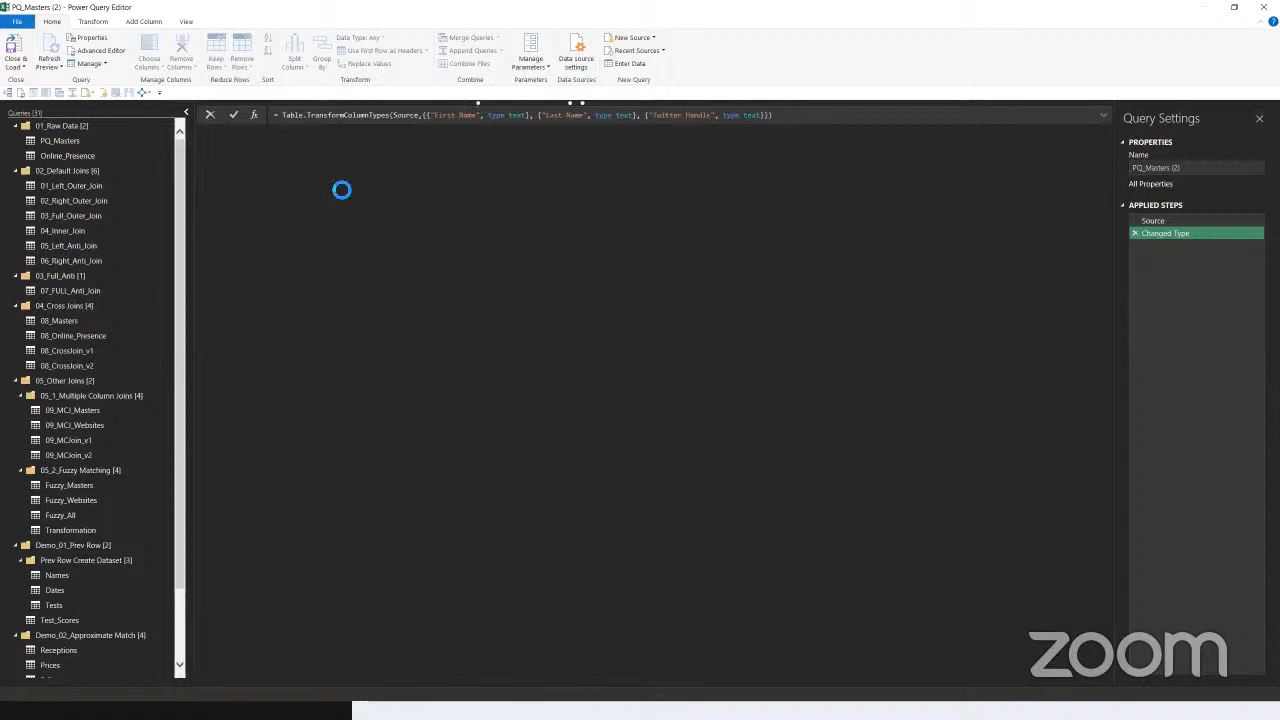 PQ_Masters (2) - Power Query Editor
File Home Transform Add Column View
Close & Load
Close
Refresh Preview
Properties
Advanced Editor
Manage
Query
Choose Columns
Remove Columns
Manage Columns
Keep Rows
Remove Rows
Reduce Rows
Sort
Split Column
Group By
Data Type: Any
Use First Row as Headers
Replace Values
Transform
Merge Queries
Append Queries
Combine Files
Combine
Manage Parameters
Parameters
Data source settings
Data Sources
New Source
Recent Sources
Enter Data
New Query
Queries [31]
= Table.TransformColumnTypes(Source,{{"First Name", type text}, {"Last Name", type text}, {"Twitter Handle", type text}})
01_Raw Data [2]
PQ_Masters
Online_Presence
02_Default Joins [6]
01_Left_Outer_Join
02_Right_Outer_Join
03_Full_Outer_Join
04_Inner_Join
05_Left_Anti_Join
06_Right_Anti_Join
03_Full_Anti [1]
07_FULL_Anti_Join
04_Cross Joins [4]
08_Masters
08_Online_Presence
08_CrossJoin_v1
08_CrossJoin_v2
05_Other Joins [2]
05_1_Multiple Column Joins [4]
09_MCJ_Masters
09_MCJ_Websites
09_MCJoin_v1
09_MCJoin_v2
05_2_Fuzzy Matching [4]
Fuzzy_Masters
Fuzzy_Websites
Fuzzy_All
Transformation
Demo_01_Prev Row [2]
Prev Row Create Dataset [3]
Names
Dates
Tests
Test_Scores
Demo_02_Approximate Match [4]
Receptions
Prices
Query Settings
PROPERTIES
Name
PQ_Masters (2)
All Properties
APPLIED STEPS
Source
Changed Type
zoom